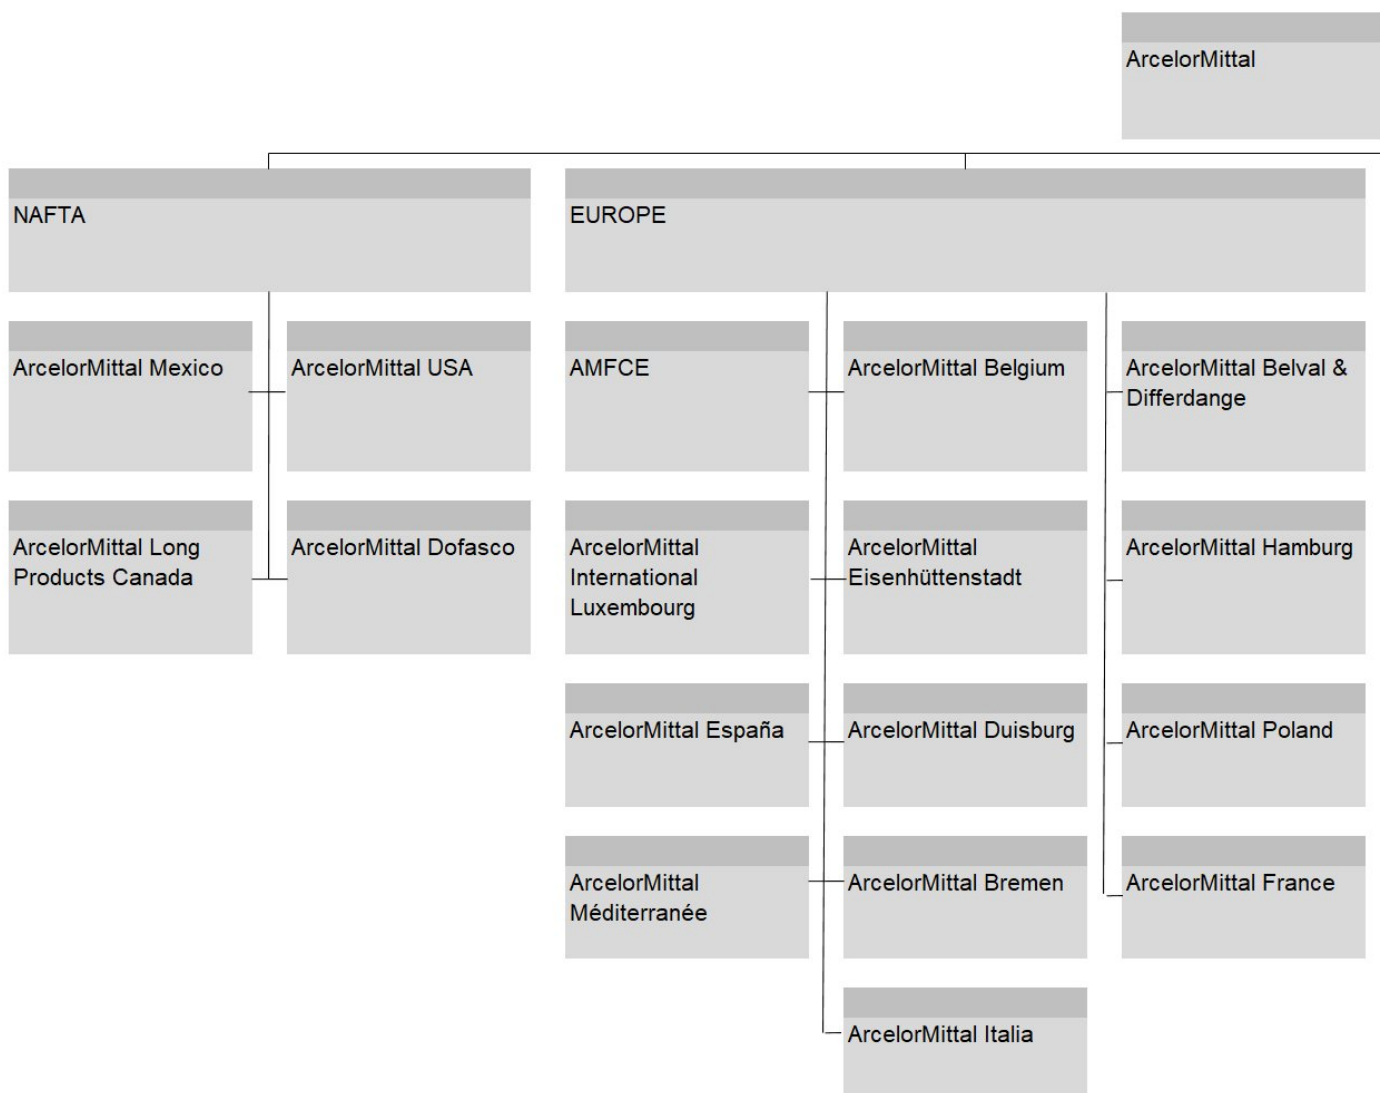 ArcelorMittal
NAFTA
EUROPE
ArcelorMittal Mexico
ArcelorMittal USA
AMFCE
ArcelorMittal Belgium
ArcelorMittal Belval &
Differdange
ArcelorMittal Long
Products Canada
ArcelorMittal Dofasco
ArcelorMittal
International
Luxembourg
ArcelorMittal
Eisenhüttenstadt
ArcelorMittal Hamburg
ArcelorMittal España
ArcelorMittal Duisburg
ArcelorMittal Poland
ArcelorMittal
Méditerranée
ArcelorMittal Bremen
ArcelorMittal France
ArcelorMittal Italia